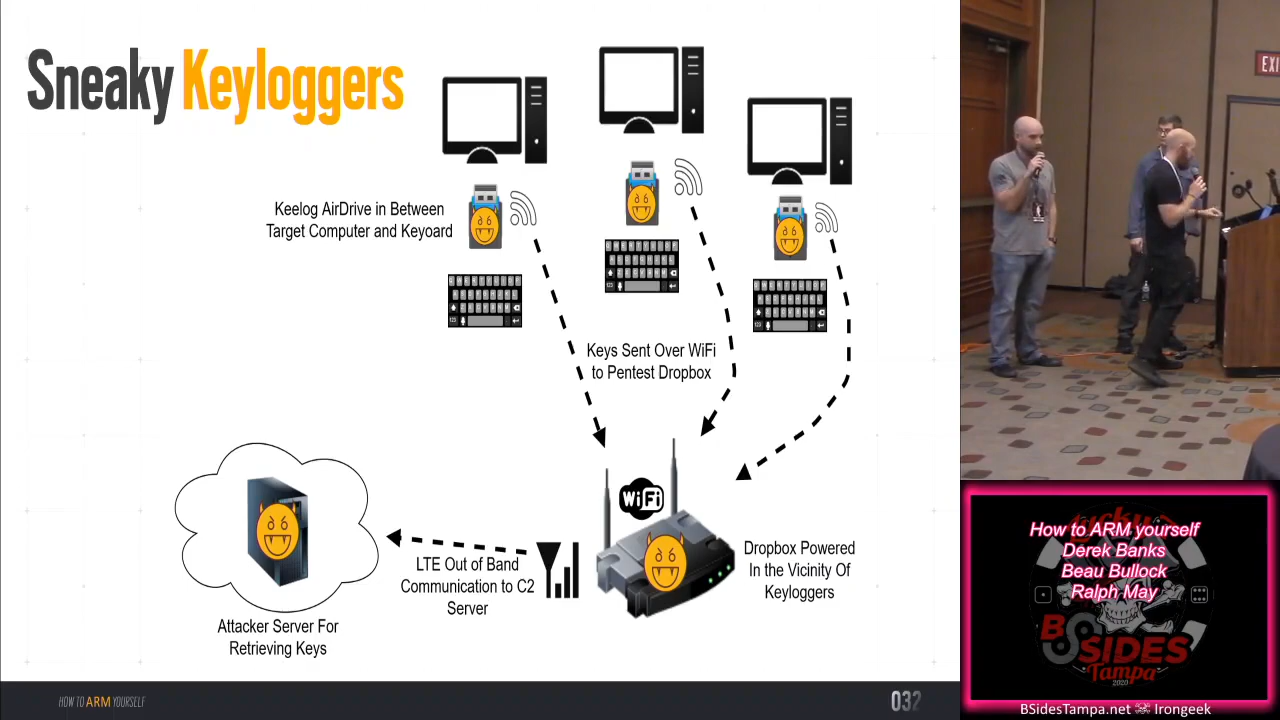 Sneaky Keyloggers
Keelog AirDrive in Between
Target Computer and Keyoard
Keys Sent Over WiFi
to Pentest Dropbox
WiFi
Dropbox Powered
In the Vicinity Of
Keyloggers
LTE Out of Band
Communication to C2
Server
Attacker Server For
Retrieving Keys
HOW TO ARM YOURSELF
032
EXI
How to ARM yourself
Derek Banks
Beau Bullock
Ralph May
BSIDES
Tampa
2020
BSidesTampa.net
Irongeek